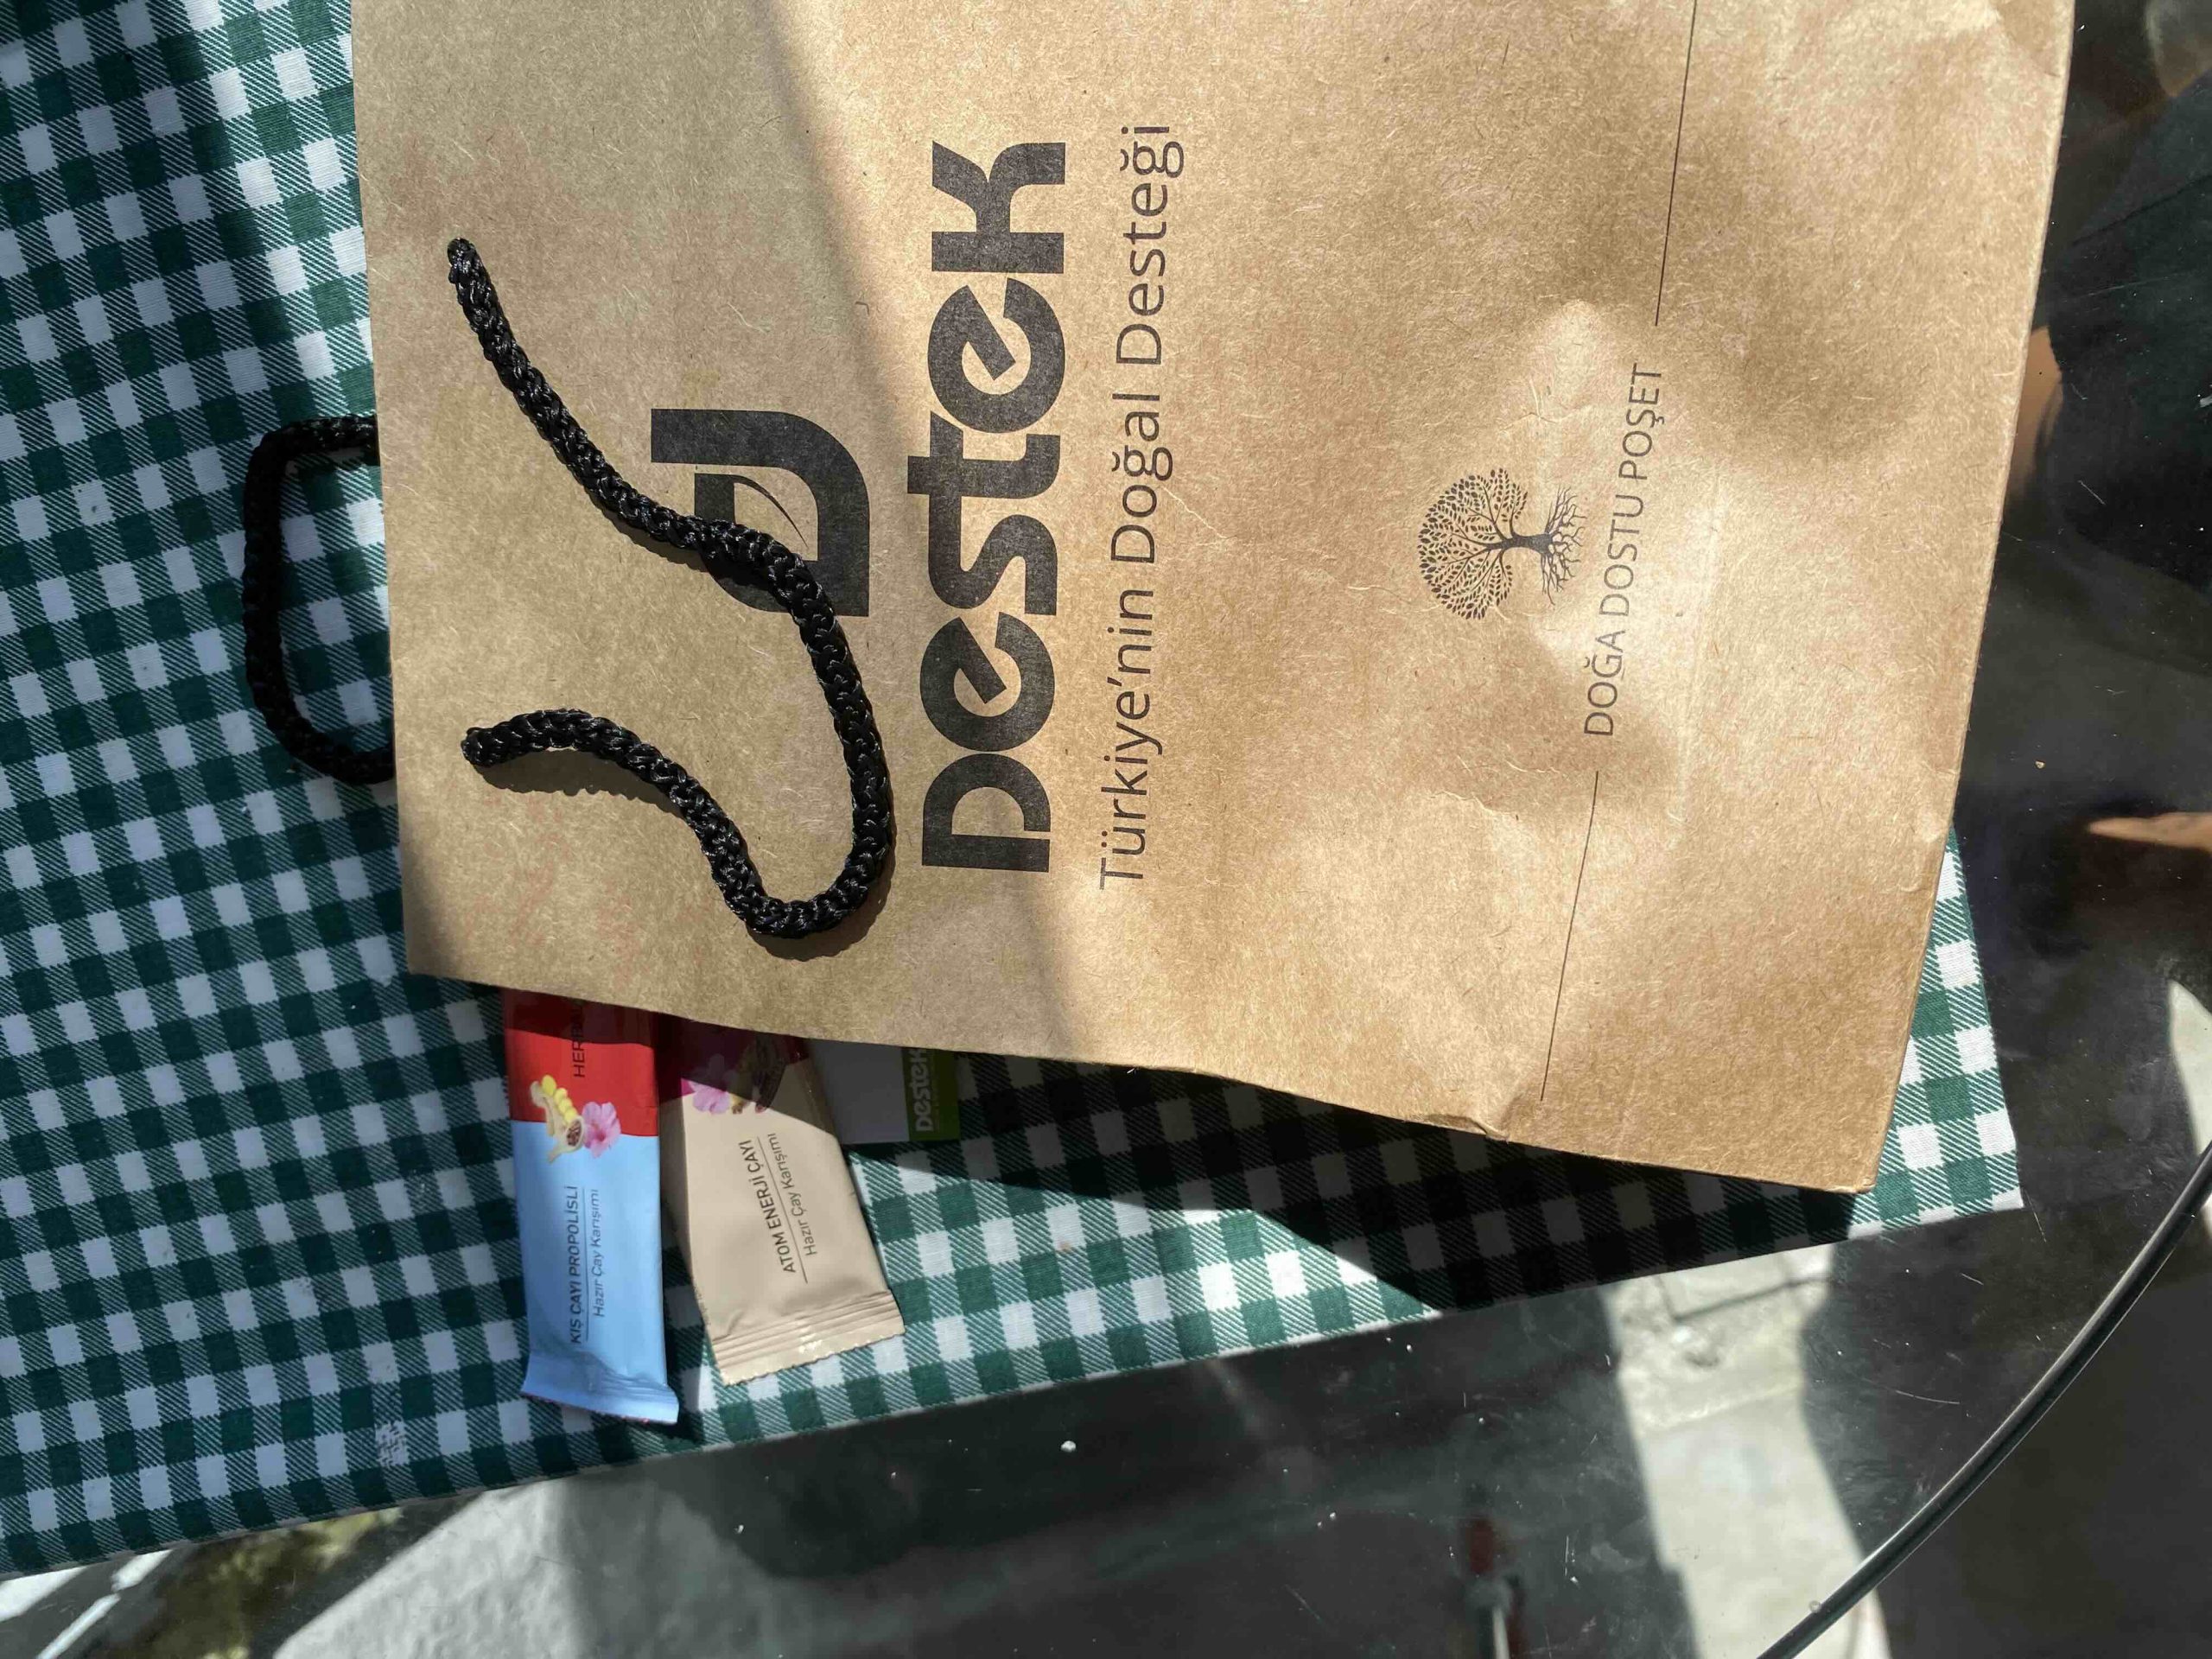 Destek
Türkiye'nin Doğal Desteği
DOĞA DOSTU POŞET
KIŞ ÇAYI PROPOLİSLİ
Hazır Çay Karışımı
ATOM ENERJİ ÇAYI
Hazır Çay Karışımı
Destek